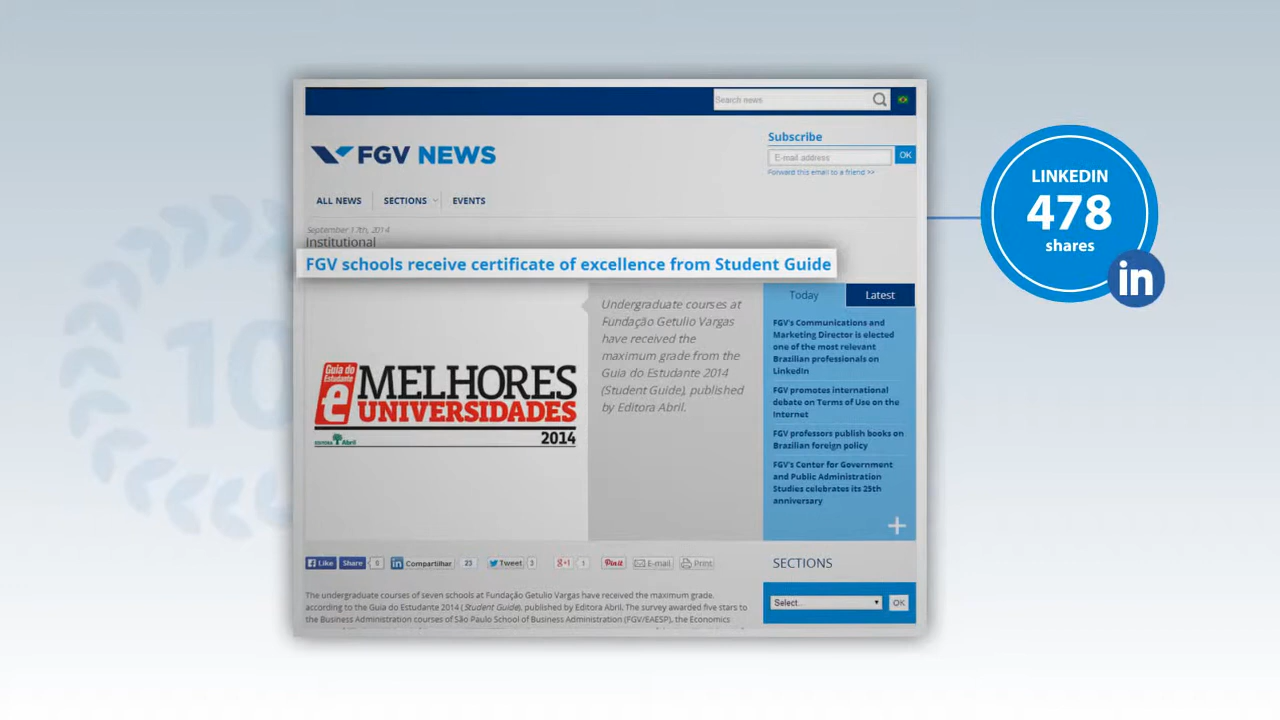 Search news
FGV NEWS
Subscribe
E-mail address
OK
Forward this email to a friend >>
ALL NEWS
SECTIONS
EVENTS
September 17th, 2014
Institutional
FGV schools receive certificate of excellence from Student Guide
LINKEDIN
478
shares
in
10
Guia do
Estudante
e
MELHORES
UNIVERSIDADES
2014
EDITORA Abril
Undergraduate courses at
Fundação Getulio Vargas
have received the
maximum grade from the
Guia do Estudante 2014
(Student Guide), published
by Editora Abril.
Today
Latest
FGV's Communications and
Marketing Director is elected
one of the most relevant
Brazilian professionals on
LinkedIn
FGV promotes international
debate on Terms of Use on the
Internet
FGV professors publish books on
Brazilian foreign policy
FGV's Center for Government
and Public Administration
Studies celebrates its 25th
anniversary
+
Like Share 0 in Compartilhar 23 Tweet 3 g+1 1 Pin it E-mail Print
SECTIONS
Select...
OK
The undergraduate courses of seven schools at Fundação Getulio Vargas have received the maximum grade,
according to the Guia do Estudante 2014 (Student Guide), published by Editora Abril. The survey awarded five stars to
the Business Administration courses of São Paulo School of Business Administration (FGV/EAESP), the Economics